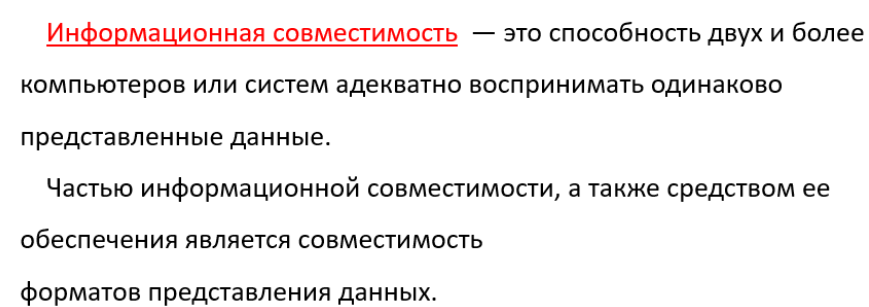 Информационная совместимость — это способность двух и более
компьютеров или систем адекватно воспринимать одинаково
представленные данные.
Частью информационной совместимости, а также средством ее
обеспечения является совместимость
форматов представления данных.